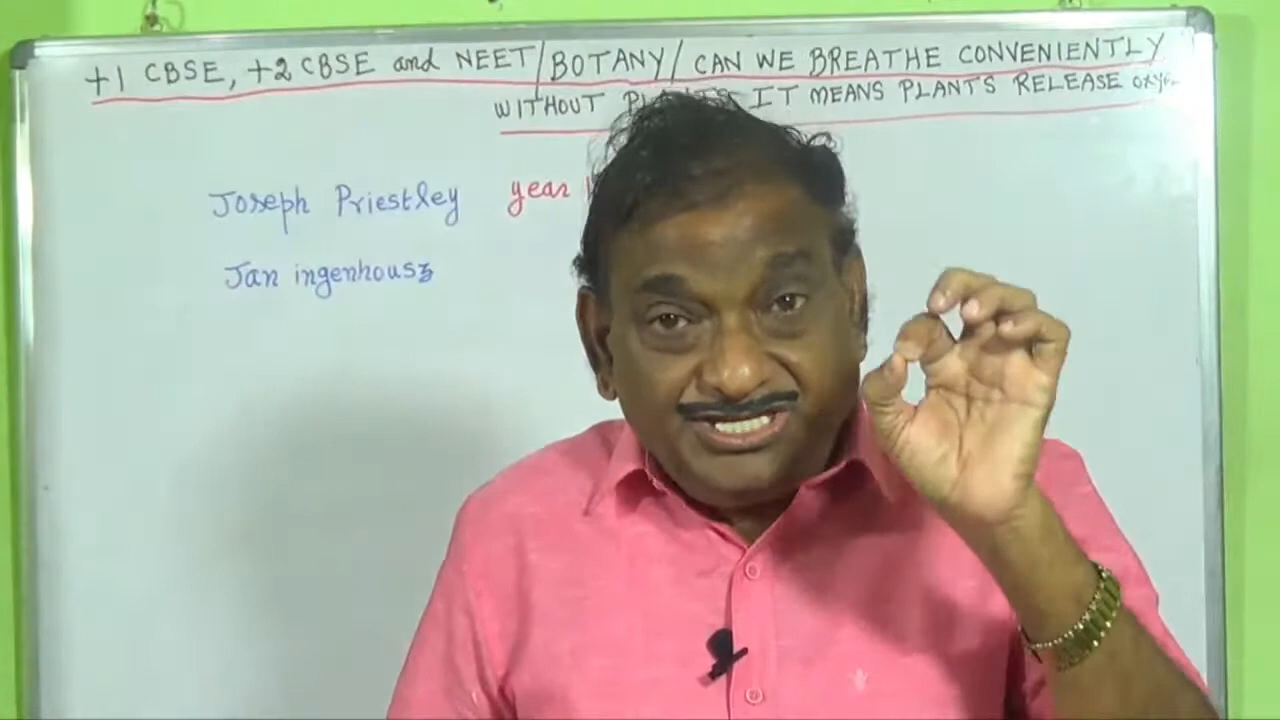 +1 CBSE, +2 CBSE and NEET/BOTANY/ CAN WE BREATHE CONVENIENTLY
WITHOUT IT MEANS PLANTS RELEASE
Joseph Priestley year
Jan ingenhousz